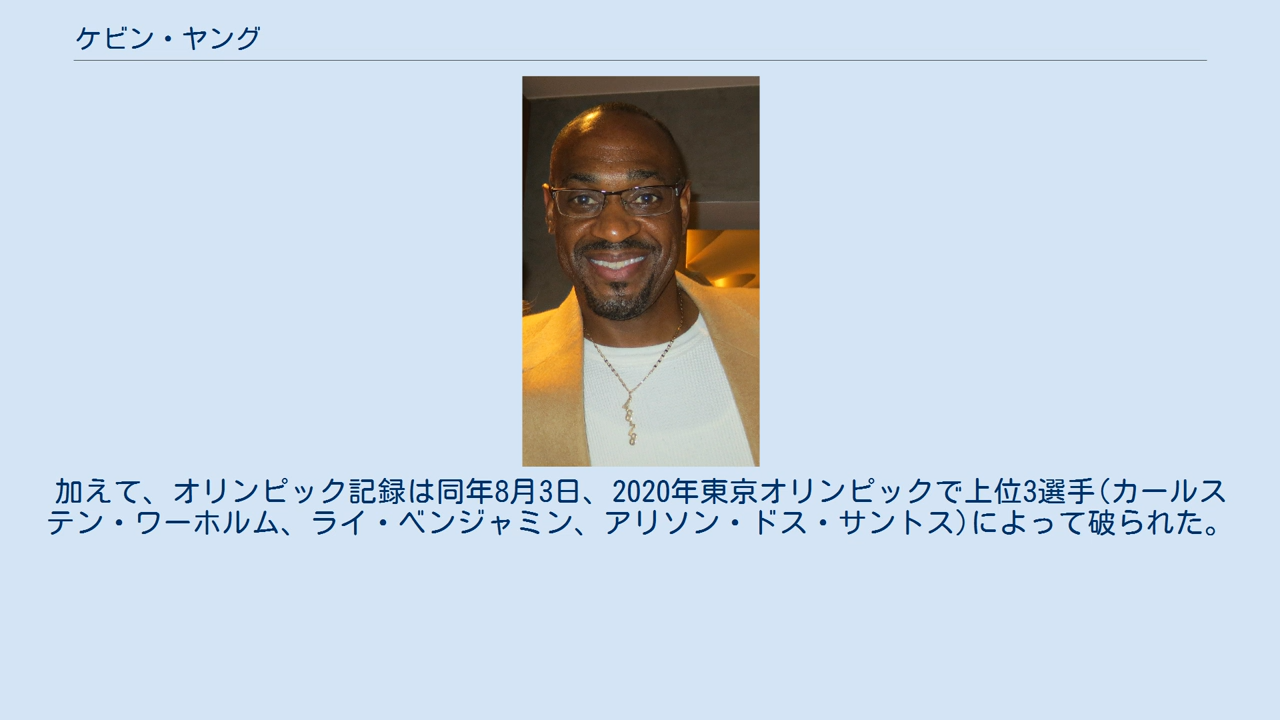 ケビン・ヤング
加えて、オリンピック記録は同年8月3日、2020年東京オリンピックで上位3選手(カールス
テン・ワーホルム、ライ・ベンジャミン、アリソン・ドス・サントス)によって破られた。